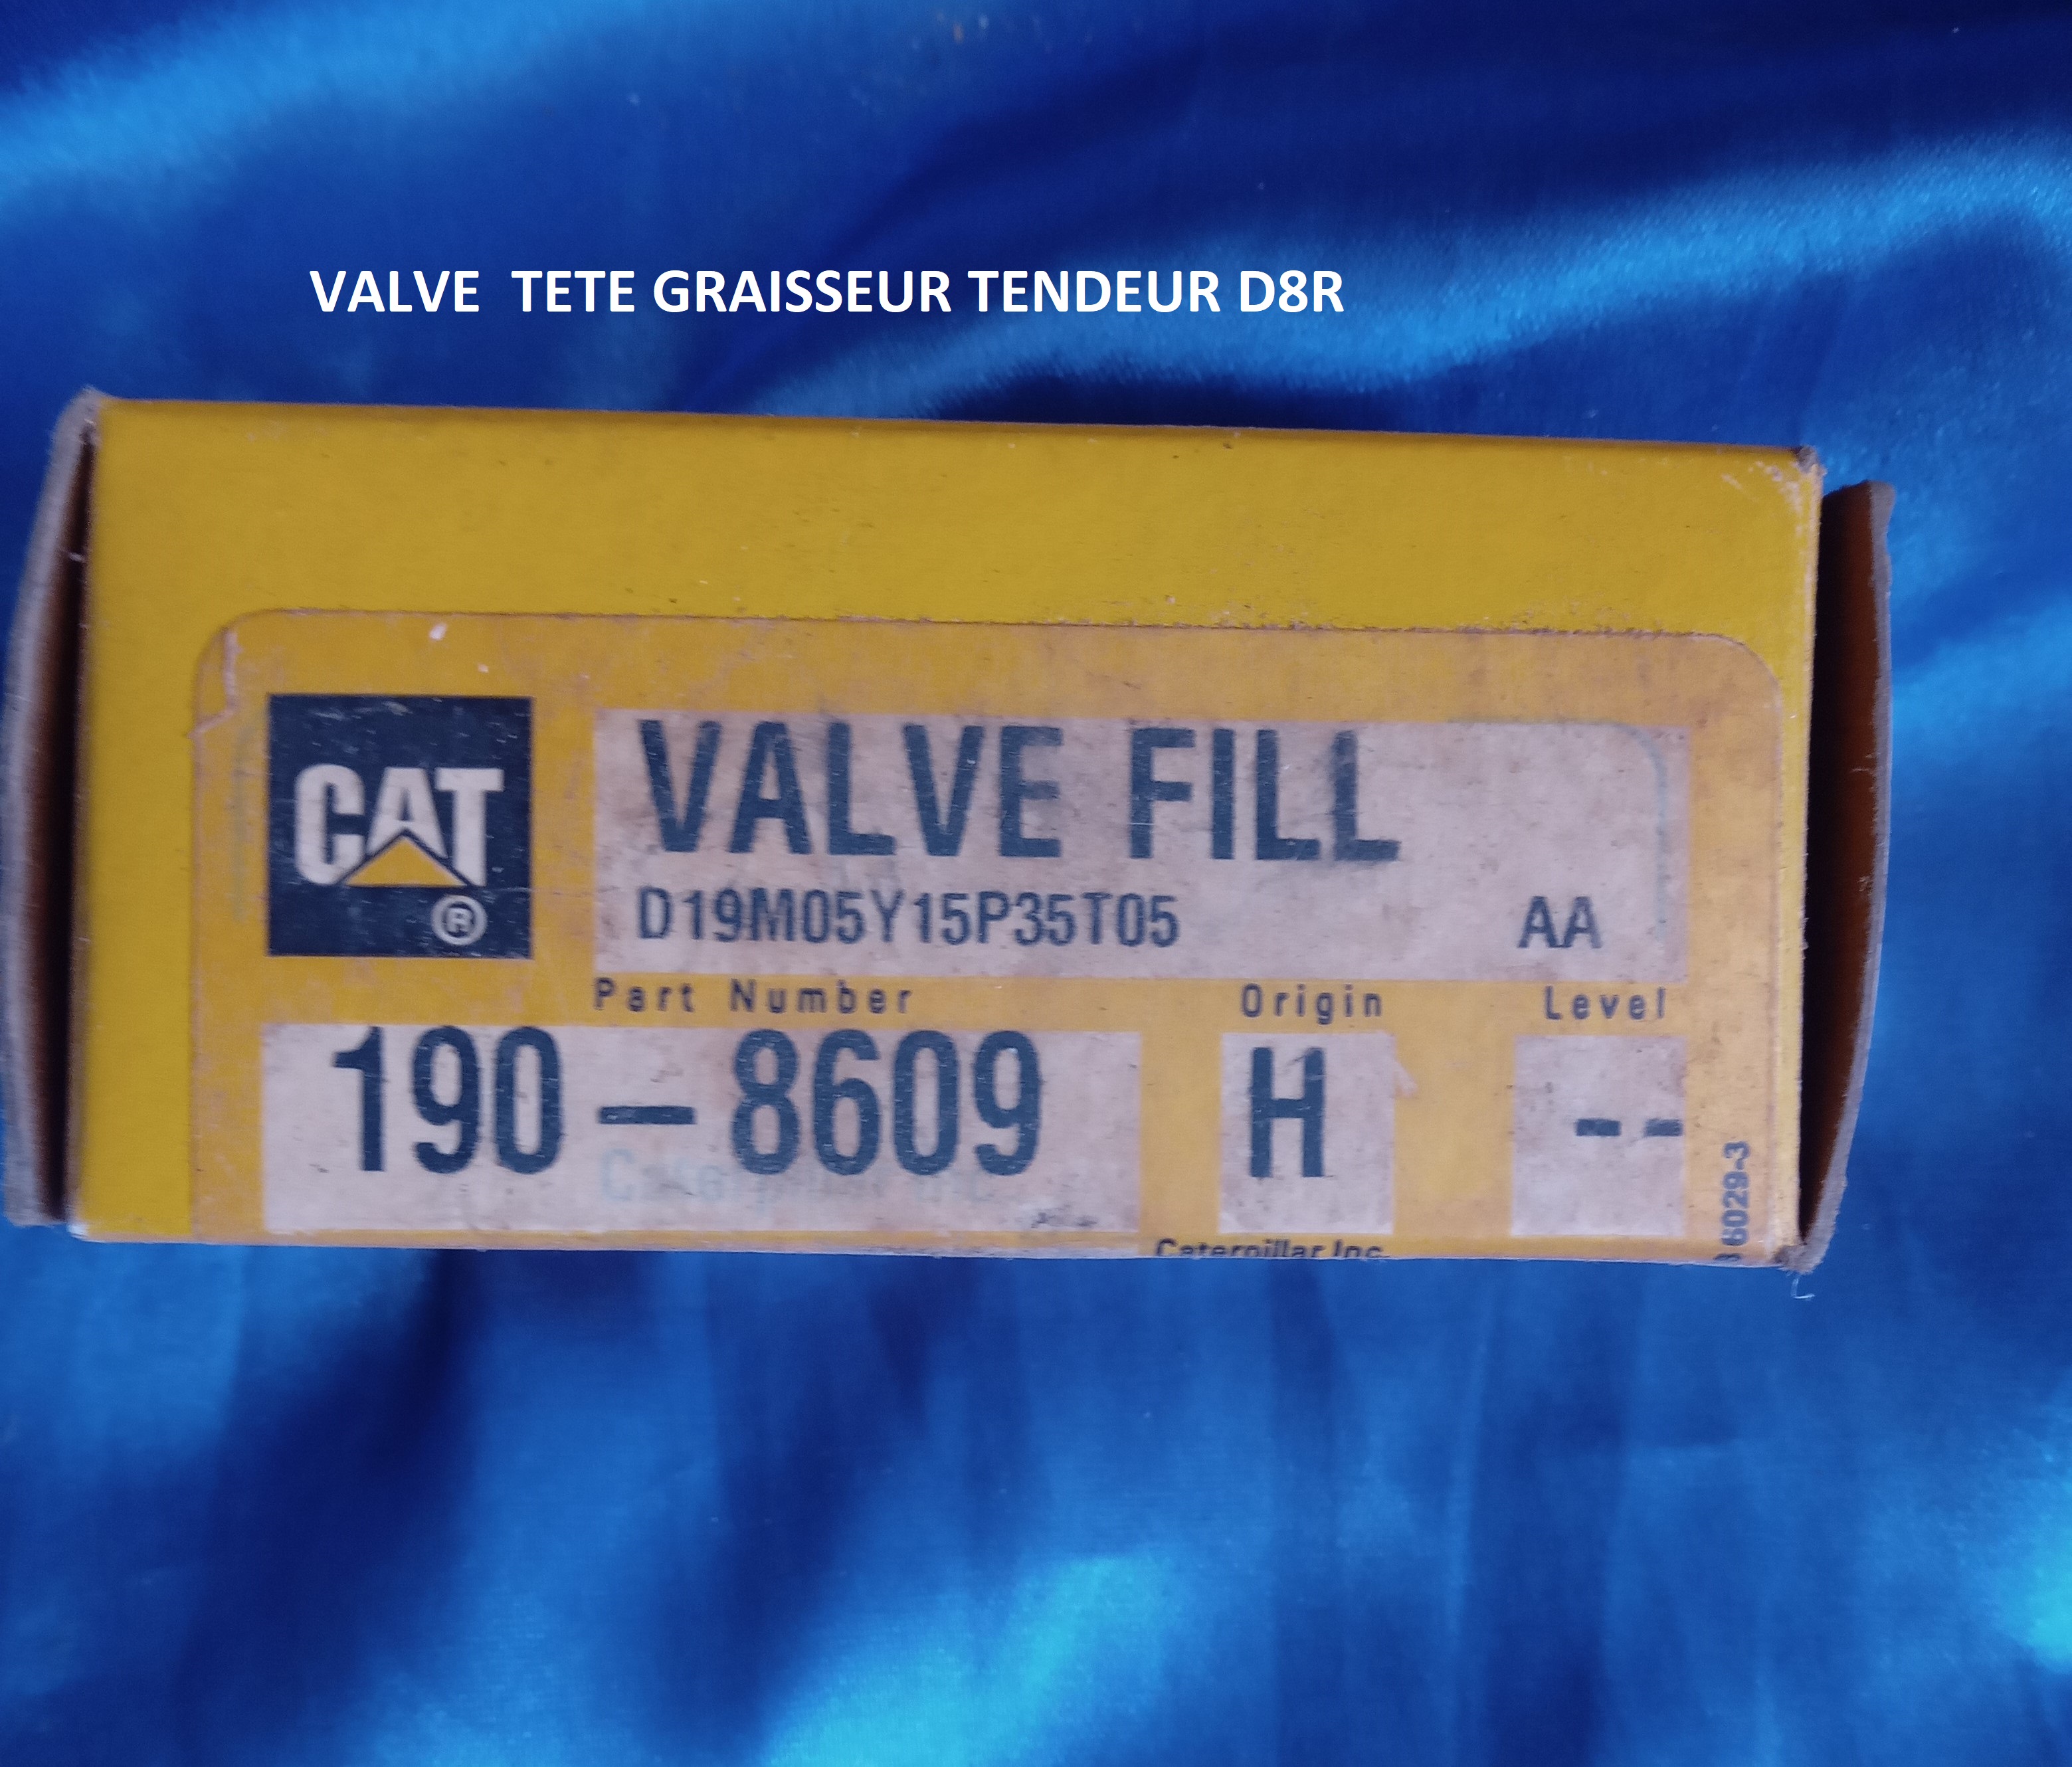 VALVE TETE GRAISSEUR TENDEUR D8R
CAT
®
VALVE FILL
D19M05Y15P35T05 AA
Part Number Origin Level
190-8609 H --
Caterpillar Inc.
6029-3